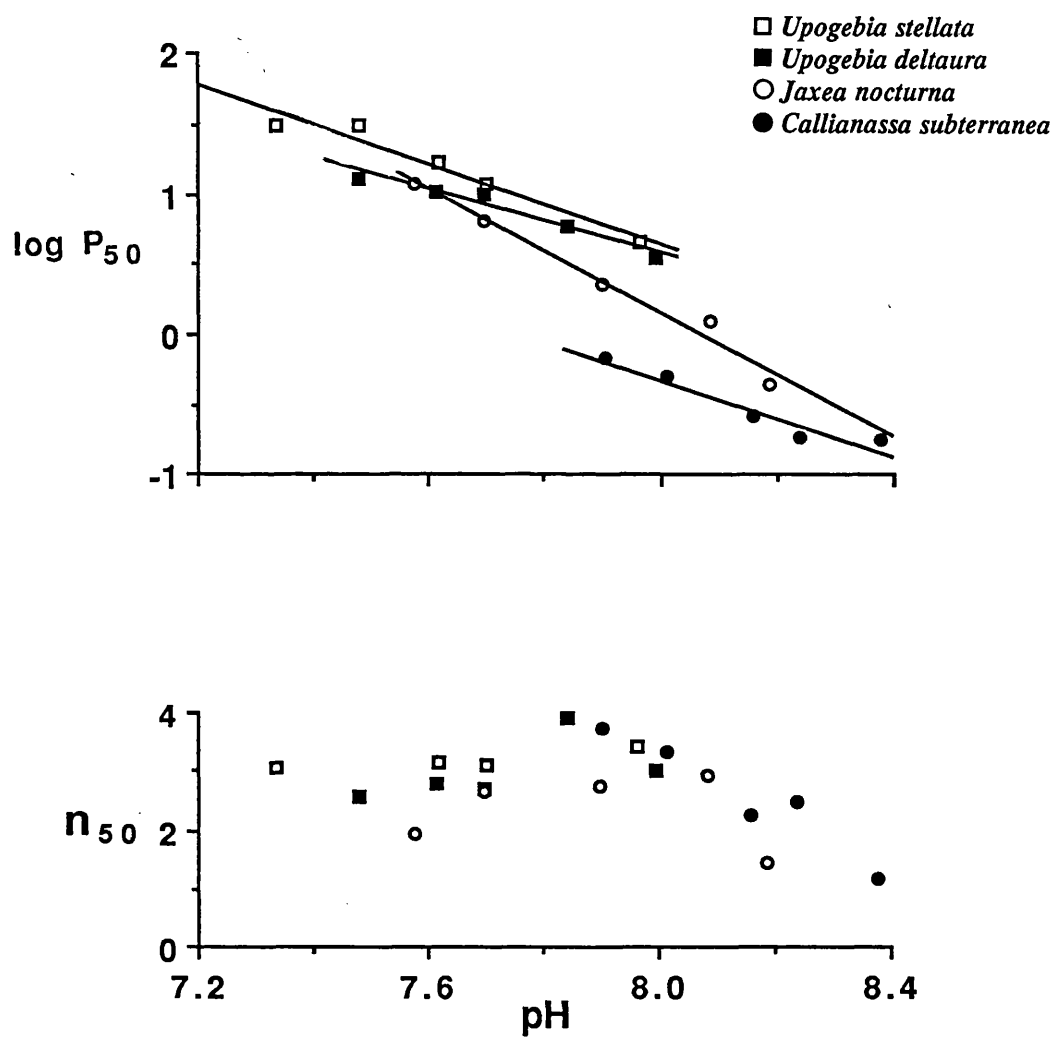 Upogebia stellata
Upogebia deltaura
Jaxea nocturna
Callianassa subterranea
2
1
log P50
0
-1
4
n50 2
0
7.2 7.6 8.0 8.4
pH